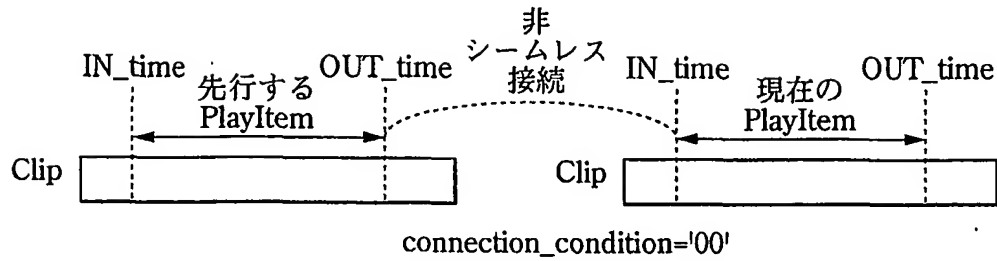 非
シームレス
接続
IN_time
先行する
PlayItem
OUT_time
IN_time
現在の
PlayItem
OUT_time
Clip
Clip
connection_condition='00'